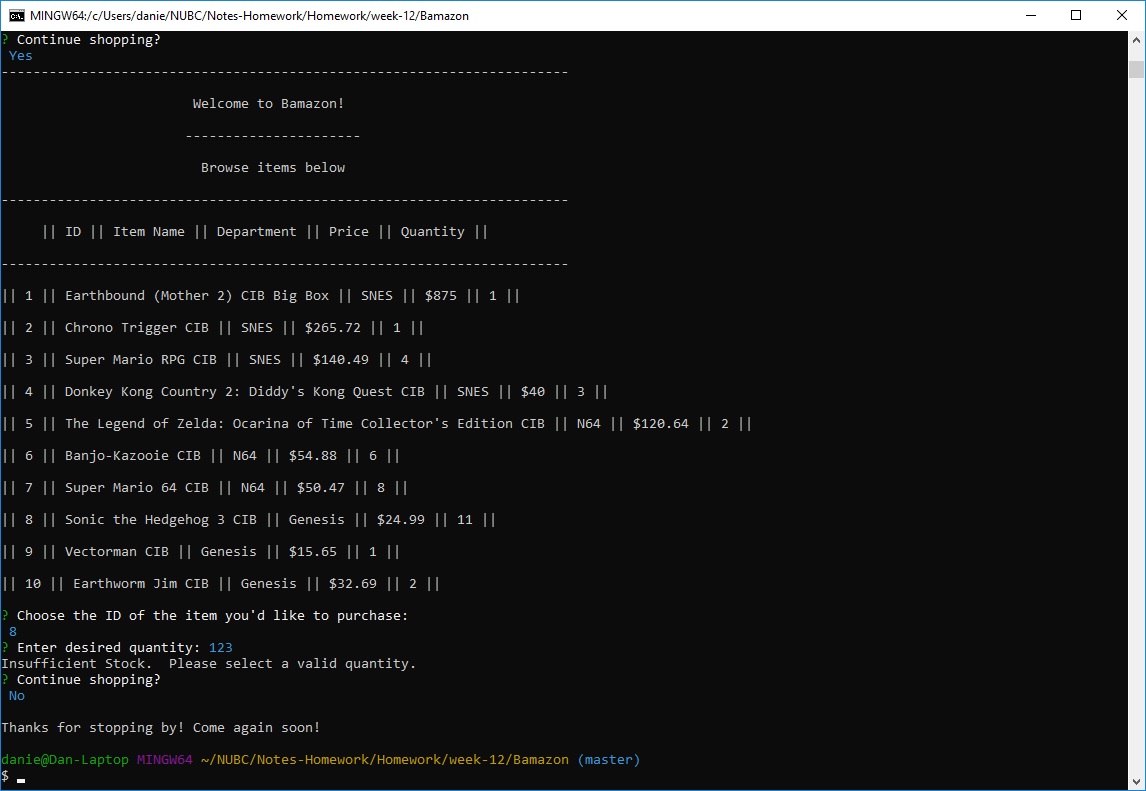 MINGW64:/c/Users/danie/NUBC/Notes-Homework/Homework/week-12/Bamazon
? Continue shopping?
Yes
-----------------------------------------------------------------------
Welcome to Bamazon!
----------------------
Browse items below
-----------------------------------------------------------------------
|| ID || Item Name || Department || Price || Quantity ||
-----------------------------------------------------------------------
|| 1 || Earthbound (Mother 2) CIB Big Box || SNES || $875 || 1 ||
|| 2 || Chrono Trigger CIB || SNES || $265.72 || 1 ||
|| 3 || Super Mario RPG CIB || SNES || $140.49 || 4 ||
|| 4 || Donkey Kong Country 2: Diddy's Kong Quest CIB || SNES || $40 || 3 ||
|| 5 || The Legend of Zelda: Ocarina of Time Collector's Edition CIB || N64 || $120.64 || 2 ||
|| 6 || Banjo-Kazooie CIB || N64 || $54.88 || 6 ||
|| 7 || Super Mario 64 CIB || N64 || $50.47 || 8 ||
|| 8 || Sonic the Hedgehog 3 CIB || Genesis || $24.99 || 11 ||
|| 9 || Vectorman CIB || Genesis || $15.65 || 1 ||
|| 10 || Earthworm Jim CIB || Genesis || $32.69 || 2 ||
? Choose the ID of the item you'd like to purchase:
8
? Enter desired quantity: 123
Insufficient Stock.  Please select a valid quantity.
? Continue shopping?
No
Thanks for stopping by! Come again soon!
danie@Dan-Laptop MINGW64 ~/NUBC/Notes-Homework/Homework/week-12/Bamazon (master)
$